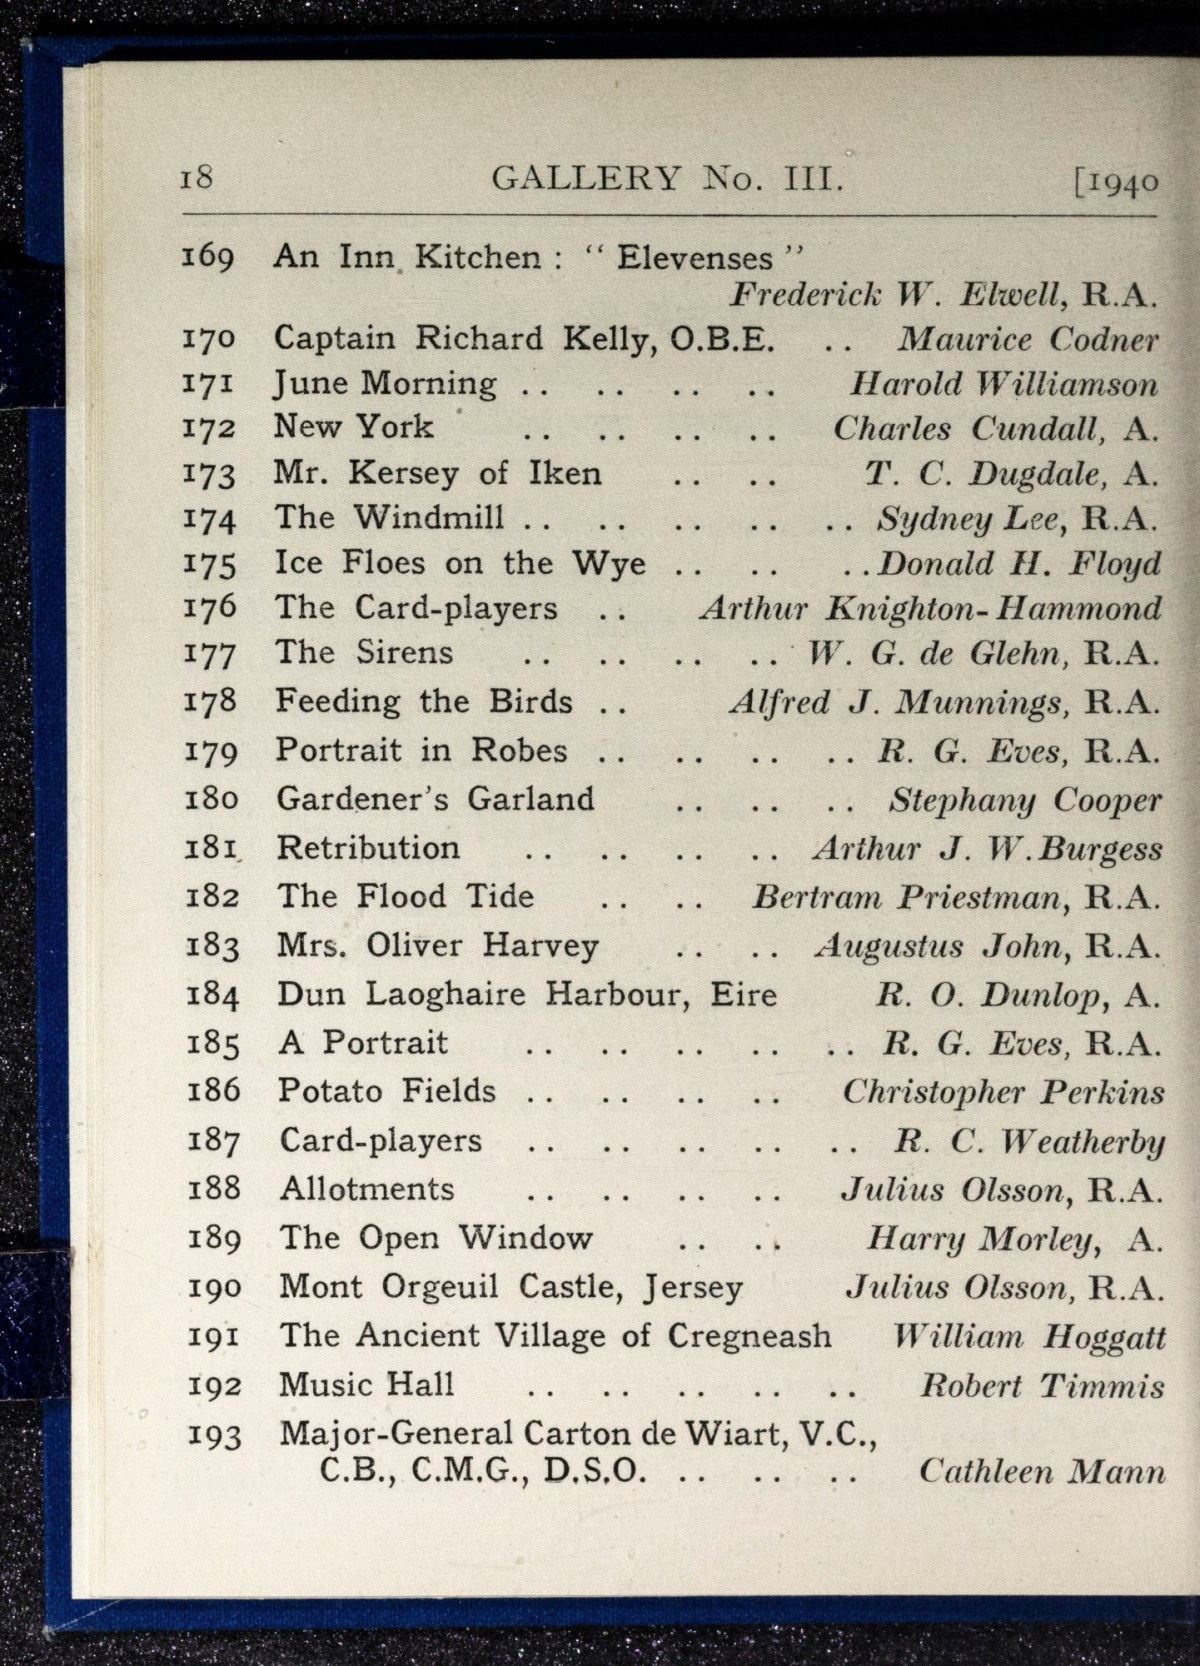 18 GALLERY No. III. [1940
169 An Inn Kitchen : " Elevenses "
Frederick W. Elwell, R.A.
170 Captain Richard Kelly, O.B.E. .. Maurice Codner
171 June Morning .. .. .. .. Harold Williamson
172 New York .. .. .. .. Charles Cundall, A.
173 Mr. Kersey of Iken .. .. T. C. Dugdale, A.
174 The Windmill .. .. .. .. .. Sydney Lee, R.A.
175 Ice Floes on the Wye .. .. .. Donald H. Floyd
176 The Card-players .. Arthur Knighton-Hammond
177 The Sirens .. .. .. .. W. G. de Glehn, R.A.
178 Feeding the Birds .. Alfred J. Munnings, R.A.
179 Portrait in Robes .. .. .. .. R. G. Eves, R.A.
180 Gardener's Garland .. .. .. Stephany Cooper
181 Retribution .. .. .. .. Arthur J. W. Burgess
182 The Flood Tide .. .. Bertram Priestman, R.A.
183 Mrs. Oliver Harvey .. .. Augustus John, R.A.
184 Dun Laoghaire Harbour, Eire R. O. Dunlop, A.
185 A Portrait .. .. .. .. .. R. G. Eves, R.A.
186 Potato Fields .. .. .. .. Christopher Perkins
187 Card-players .. .. .. .. .. R. C. Weatherby
188 Allotments .. .. .. .. Julius Olsson, R.A.
189 The Open Window .. .. Harry Morley, A.
190 Mont Orgeuil Castle, Jersey Julius Olsson, R.A.
191 The Ancient Village of Cregneash William Hoggatt
192 Music Hall .. .. .. .. .. Robert Timmis
193 Major-General Carton de Wiart, V.C.,
C.B., C.M.G., D.S.O. .. .. .. Cathleen Mann